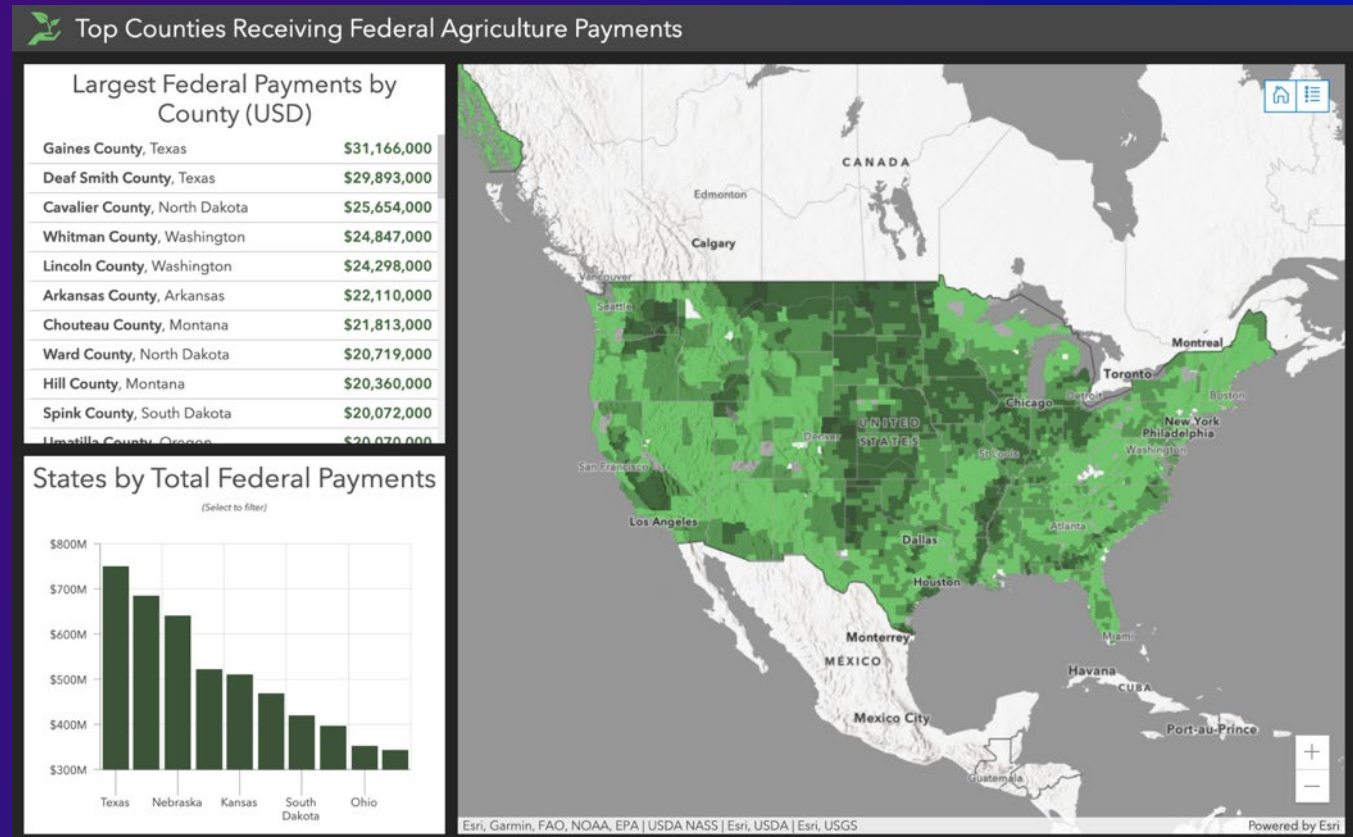 Top Counties Receiving Federal Agriculture Payments
Largest Federal Payments by
County (USD)
Gaines County, Texas $31,166,000
Deaf Smith County, Texas $29,893,000
Cavalier County, North Dakota $25,654,000
Whitman County, Washington $24,847,000
Lincoln County, Washington $24,298,000
Arkansas County, Arkansas $22,110,000
Chouteau County, Montana $21,813,000
Ward County, North Dakota $20,719,000
Hill County, Montana $20,360,000
Spink County, South Dakota $20,072,000
Umatilla County, Oregon $20,070,000
States by Total Federal Payments
(Select to filter)
$800M
$700M
$600M
$500M
$400M
$300M
Texas Nebraska Kansas South Ohio
Dakota
CANADA
Edmonton
Calgary
Vancouver
Seattle
Montreal
Toronto
Chicago Detroit Boston
UNITED New York
STATES Philadelphia
Denver
St Louis Washington
San Francisco
Los Angeles Atlanta
Dallas
Houston
Monterrey Miami
MÉXICO
Havana
CUBA
Mexico City
Port-au-Prince
Guatemala
+
−
Esri, Garmin, FAO, NOAA, EPA | USDA NASS | Esri, USDA | Esri, USGS Powered by Esri